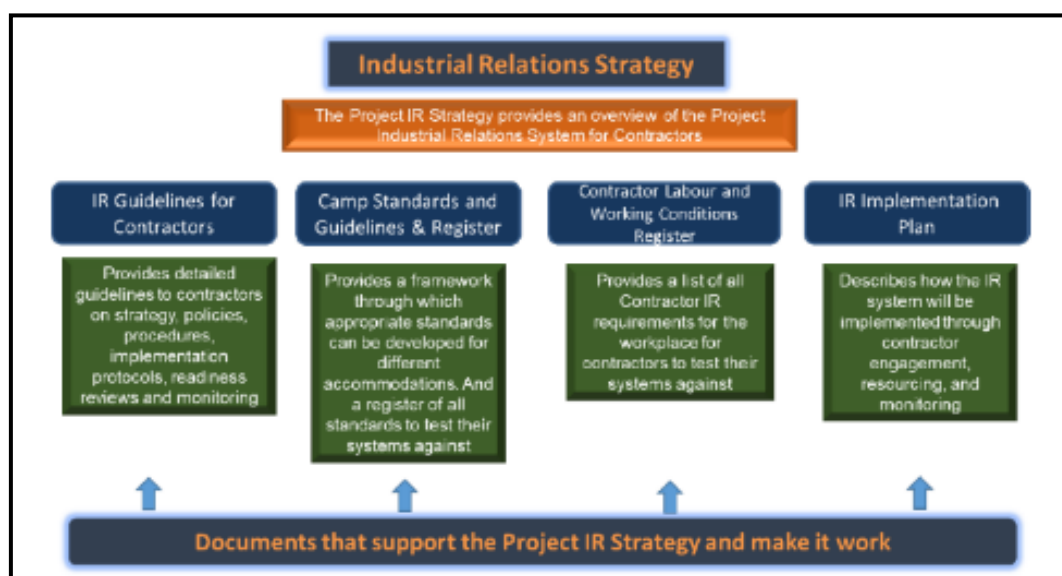 Industrial Relations Strategy
The Project IR Strategy provides an overview of the Project
Industrial Relations System for Contractors
IR Guidelines for
Contractors
Provides detailed
guidelines to contractors
on strategy, policies,
procedures,
implementation
protocols, readiness
reviews and monitoring
Camp Standards and
Guidelines & Register
Provides a framework
through which
appropriate standards
can be developed for
different
accommodations. And
a register of all
standards to test their
systems against
Contractor Labour and
Working Conditions
Register
Provides a list of all
Contractor IR
requirements for the
workplace for
contractors to test their
systems against
IR Implementation
Plan
Describes how the IR
system will be
implemented through
contractor
engagement,
resourcing, and
monitoring
Documents that support the Project IR Strategy and make it work